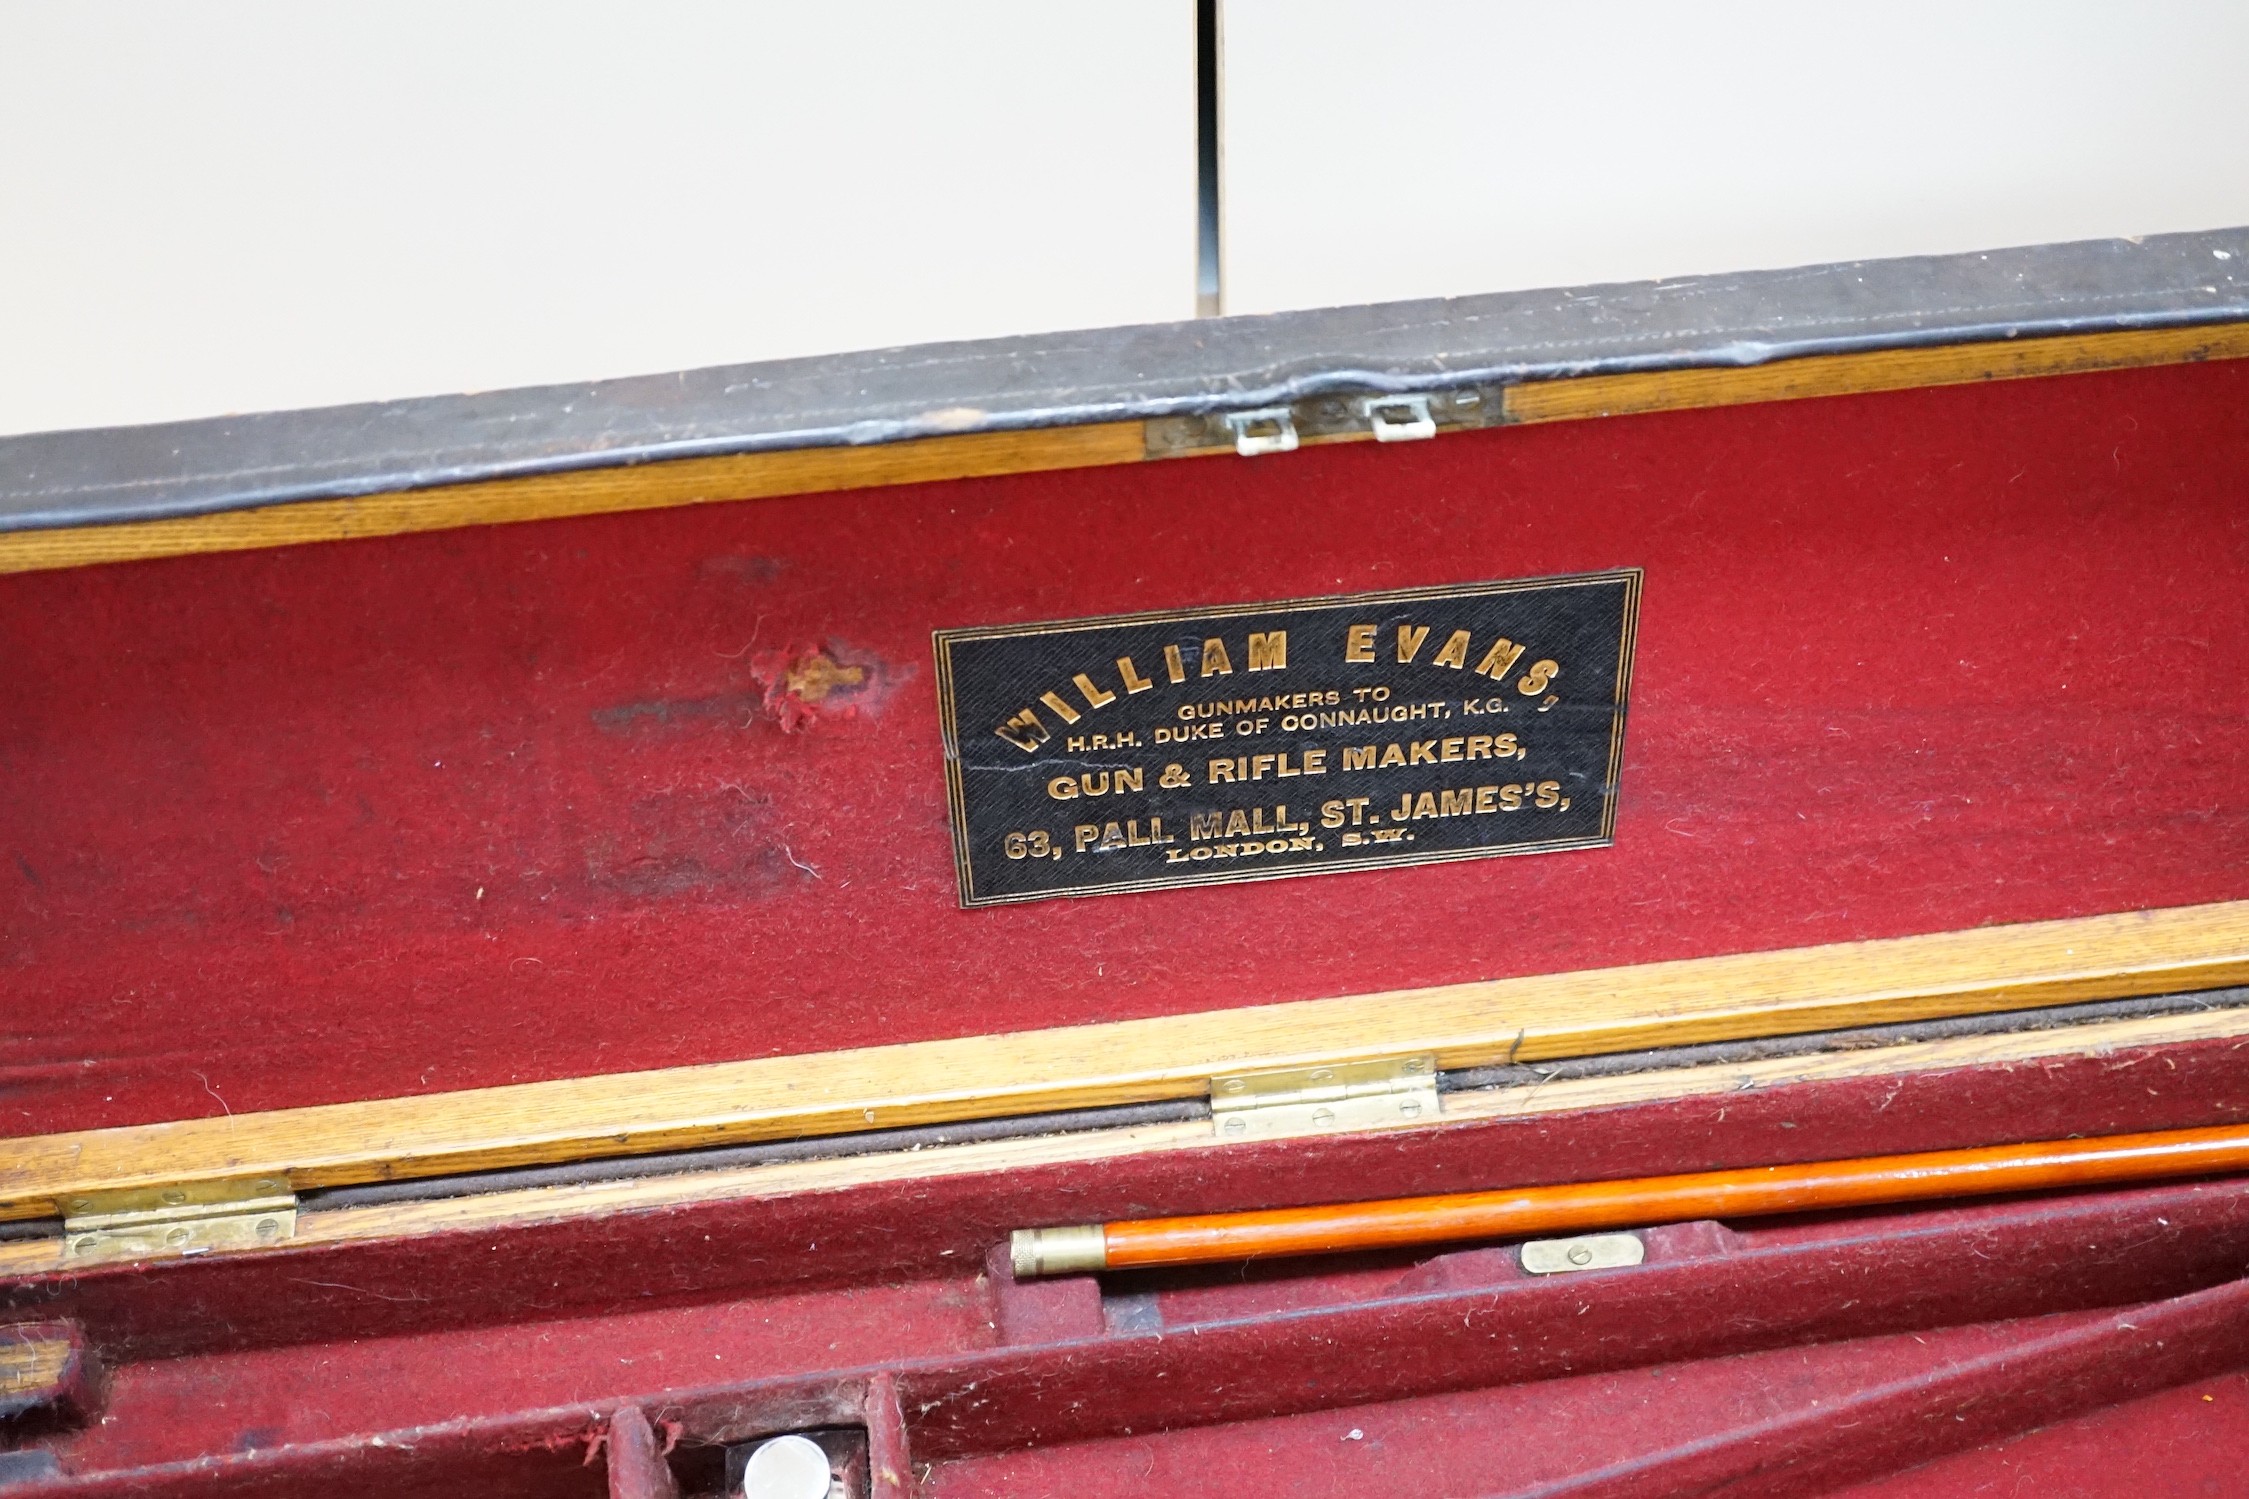 WILLIAM EVANS,
GUNMAKERS TO
H.R.H. DUKE OF CONNAUGHT, K.G.
GUN & RIFLE MAKERS,
63, PALL MALL, ST. JAMES'S,
LONDON, S.W.